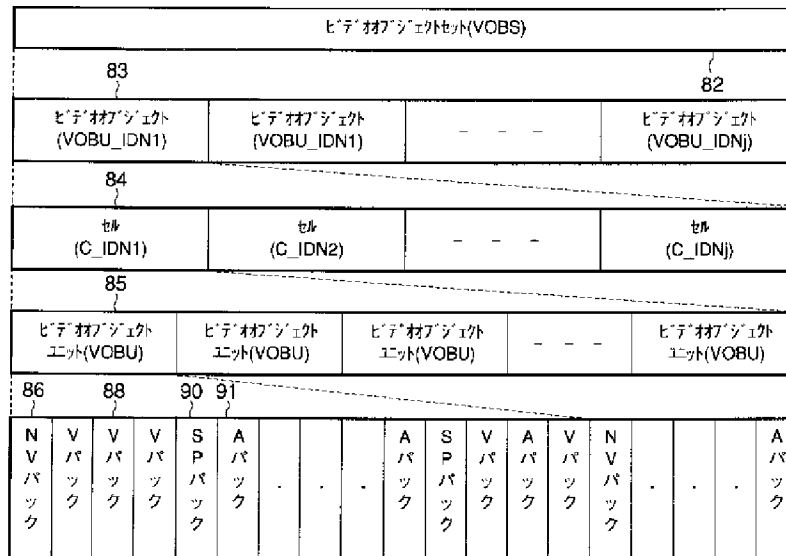 ビデオオブジェクトセット(VOBS)
82
83
ビデオオブジェクト
(VOBU_IDN1)
ビデオオブジェクト
(VOBU_IDN1)
- - -
ビデオオブジェクト
(VOBU_IDNj)
84
セル
(C_IDN1)
セル
(C_IDN2)
- - -
セル
(C_IDNj)
85
ビデオオブジェクト
ユニット(VOBU)
ビデオオブジェクト
ユニット(VOBU)
ビデオオブジェクト
ユニット(VOBU)
- - -
ビデオオブジェクト
ユニット(VOBU)
86
88
90
91
NVパック
Vパック
Vパック
Vパック
SPパック
Aパック
. . .
Aパック
SPパック
Vパック
Aパック
Vパック
NVパック
. . .
Aパック